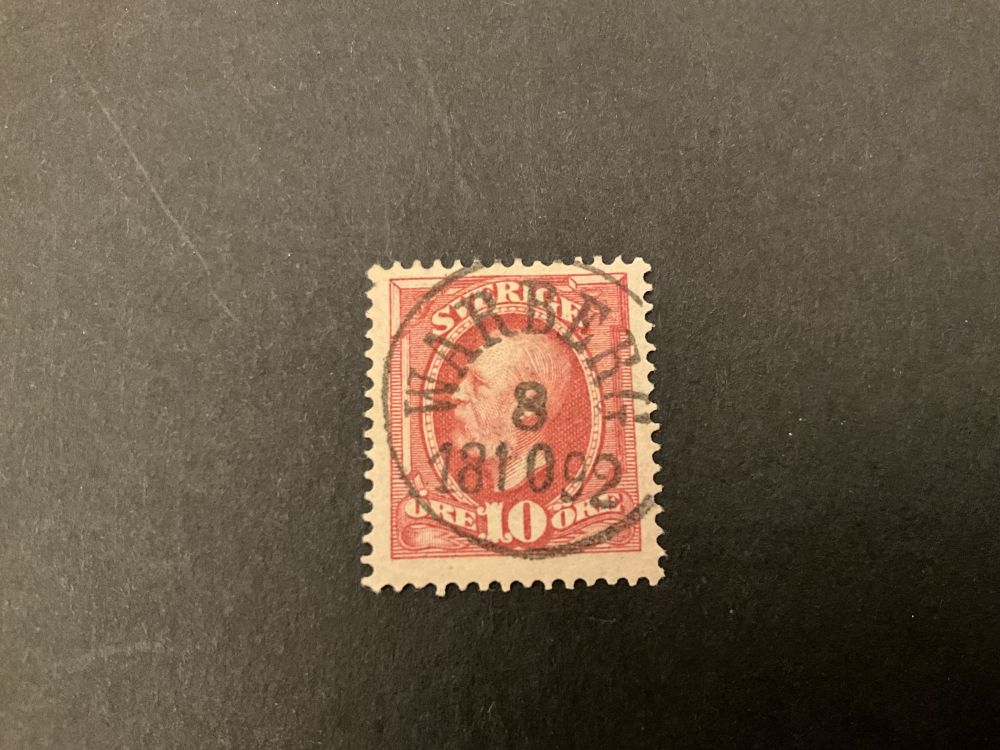 SVERIGE
WARBERG
8
18 10 92
ÖRE 10 ÖRE